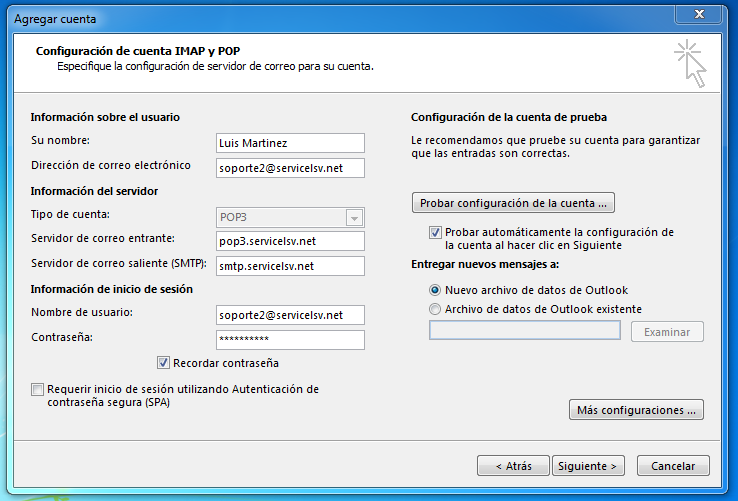 Agregar cuenta
X
Configuración de cuenta IMAP y POP
Especifique la configuración de servidor de correo para su cuenta.
Información sobre el usuario
Su nombre:
Luis Martinez
Dirección de correo electrónico
soporte2@servicelsv.net
Información del servidor
Tipo de cuenta:
POP3
Servidor de correo entrante:
pop3.servicelsv.net
Servidor de correo saliente (SMTP):
smtp.servicelsv.net
Información de inicio de sesión
Nombre de usuario:
soporte2@servicelsv.net
Contraseña:
**********
Recordar contraseña
Requerir inicio de sesión utilizando Autenticación de
contraseña segura (SPA)
Configuración de la cuenta de prueba
Le recomendamos que pruebe su cuenta para garantizar
que las entradas son correctas.
Probar configuración de la cuenta ...
Probar automáticamente la configuración de
la cuenta al hacer clic en Siguiente
Entregar nuevos mensajes a:
Nuevo archivo de datos de Outlook
Archivo de datos de Outlook existente
Examinar
Más configuraciones ...
< Atrás
Siguiente >
Cancelar